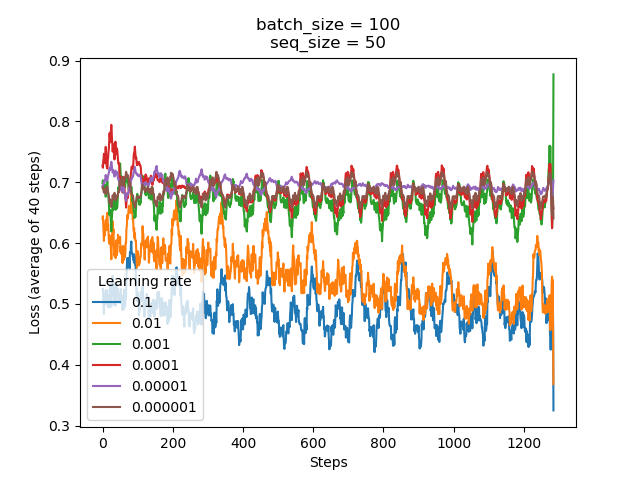 batch_size = 100
seq_size = 50
Loss (average of 40 steps)
0.9
0.8
0.7
0.6
0.5
0.4
0.3
Learning rate
0.1
0.01
0.001
0.0001
0.00001
0.000001
0 200 400 600 800 1000 1200
Steps